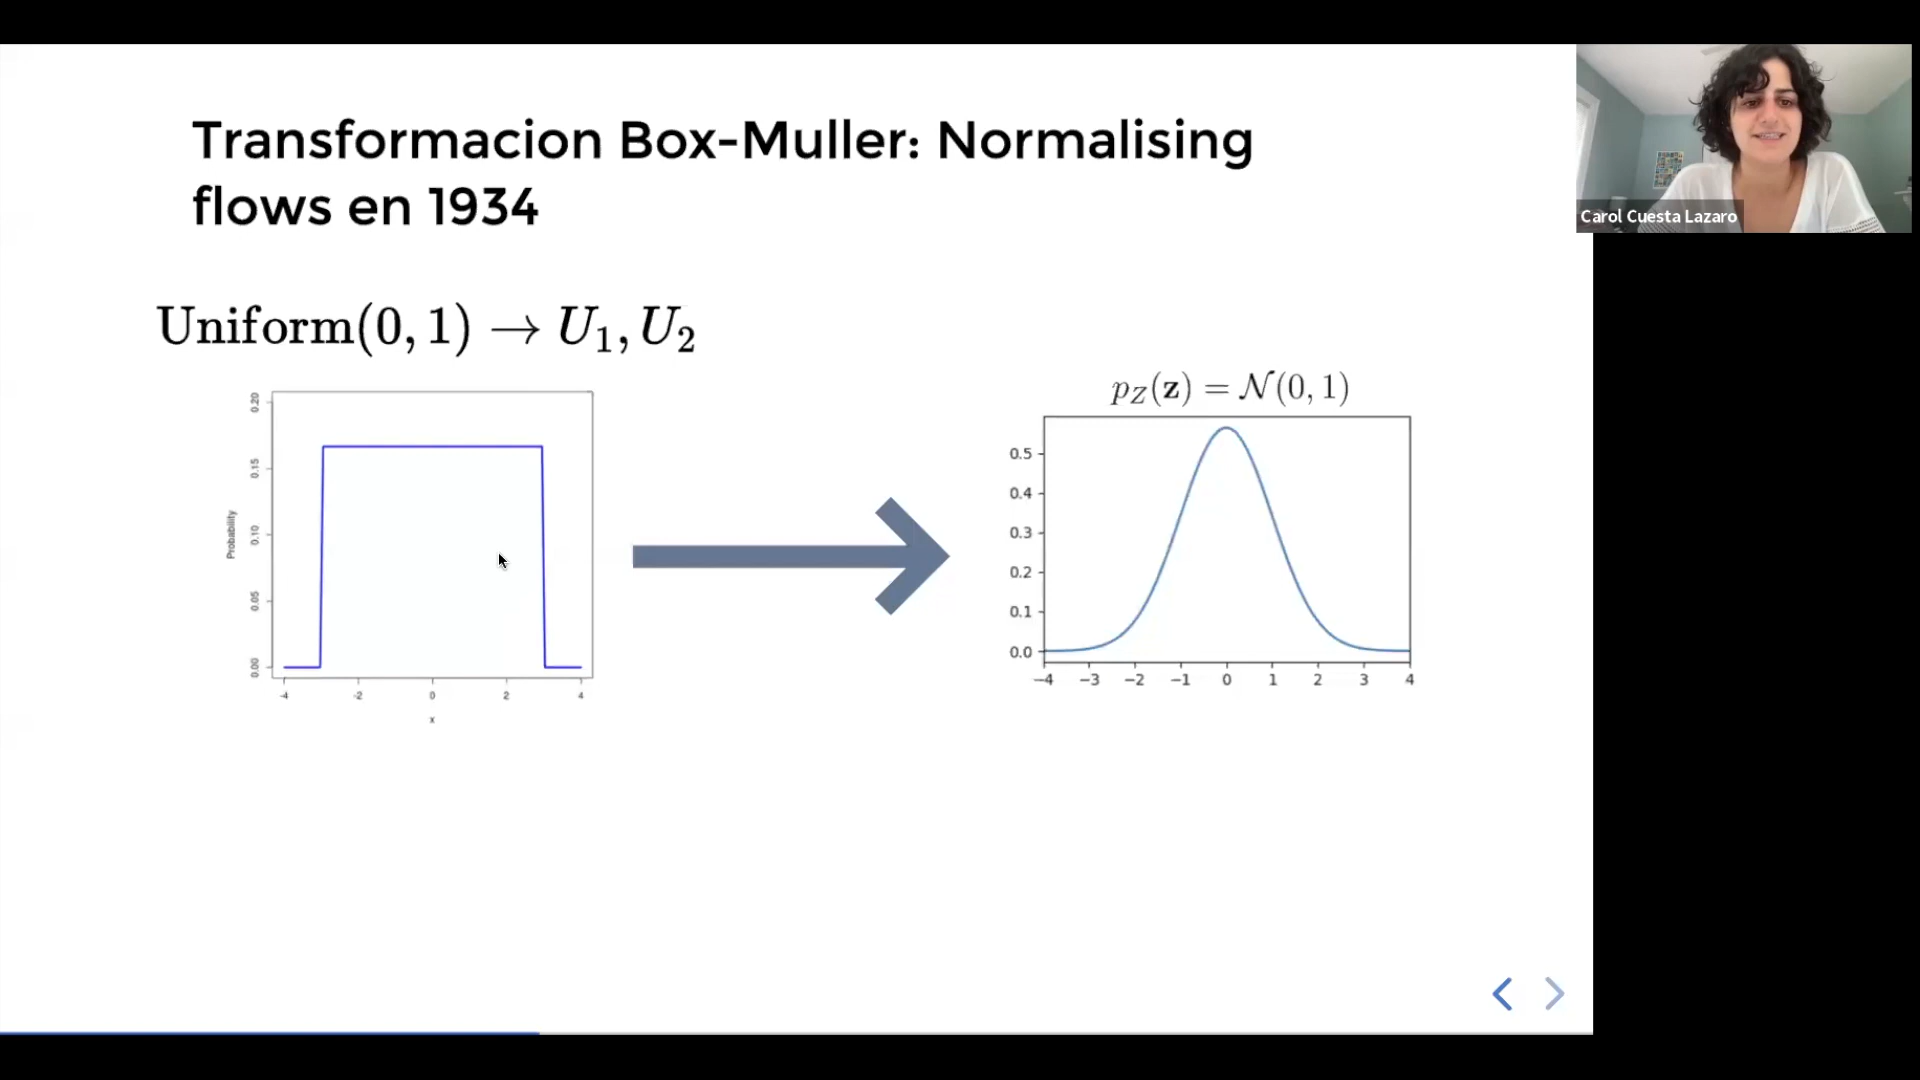 Transformacion Box-Muller: Normalising
flows en 1934
Uniform(0, 1) → U₁, U₂
0.20
0.15
0.10
0.05
0.00
Probability
-4 -2 0 2 4
x
p_Z(𝐳) = 𝒩(0, 1)
0.5
0.4
0.3
0.2
0.1
0.0
−4 −3 −2 −1 0 1 2 3 4
Carol Cuesta Lazaro